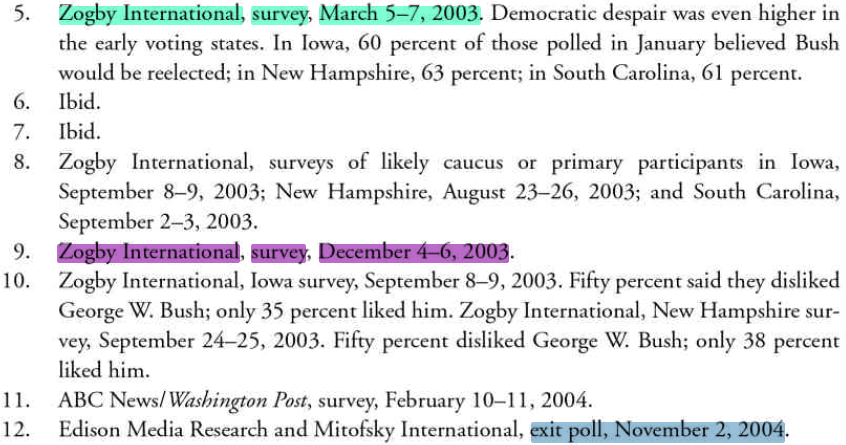 5. Zogby International, survey, March 5–7, 2003. Democratic despair was even higher in
the early voting states. In Iowa, 60 percent of those polled in January believed Bush
would be reelected; in New Hampshire, 63 percent; in South Carolina, 61 percent.
6. Ibid.
7. Ibid.
8. Zogby International, surveys of likely caucus or primary participants in Iowa,
September 8–9, 2003; New Hampshire, August 23–26, 2003; and South Carolina,
September 2–3, 2003.
9. Zogby International, survey, December 4–6, 2003.
10. Zogby International, Iowa survey, September 8–9, 2003. Fifty percent said they disliked
George W. Bush; only 35 percent liked him. Zogby International, New Hampshire sur-
vey, September 24–25, 2003. Fifty percent disliked George W. Bush; only 38 percent
liked him.
11. ABC News/Washington Post, survey, February 10–11, 2004.
12. Edison Media Research and Mitofsky International, exit poll, November 2, 2004.